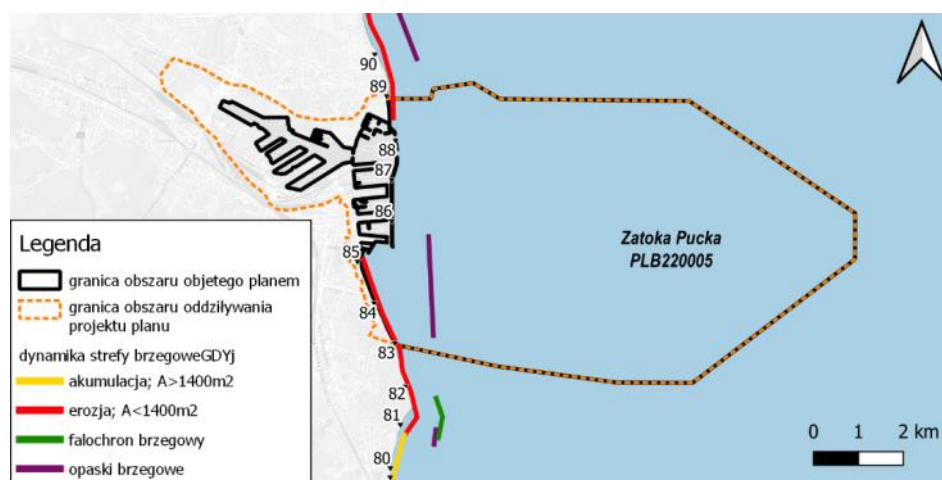 90
89
88
87
86
85
84
83
82
81
80
Zatoka Pucka
PLB220005
Legenda
granica obszaru objetego planem
granica obszaru oddziływania
projektu planu
dynamika strefy brzegoweGDYj
akumulacja; A>1400m2
erozja; A<1400m2
falochron brzegowy
opaski brzegowe
0 1 2 km